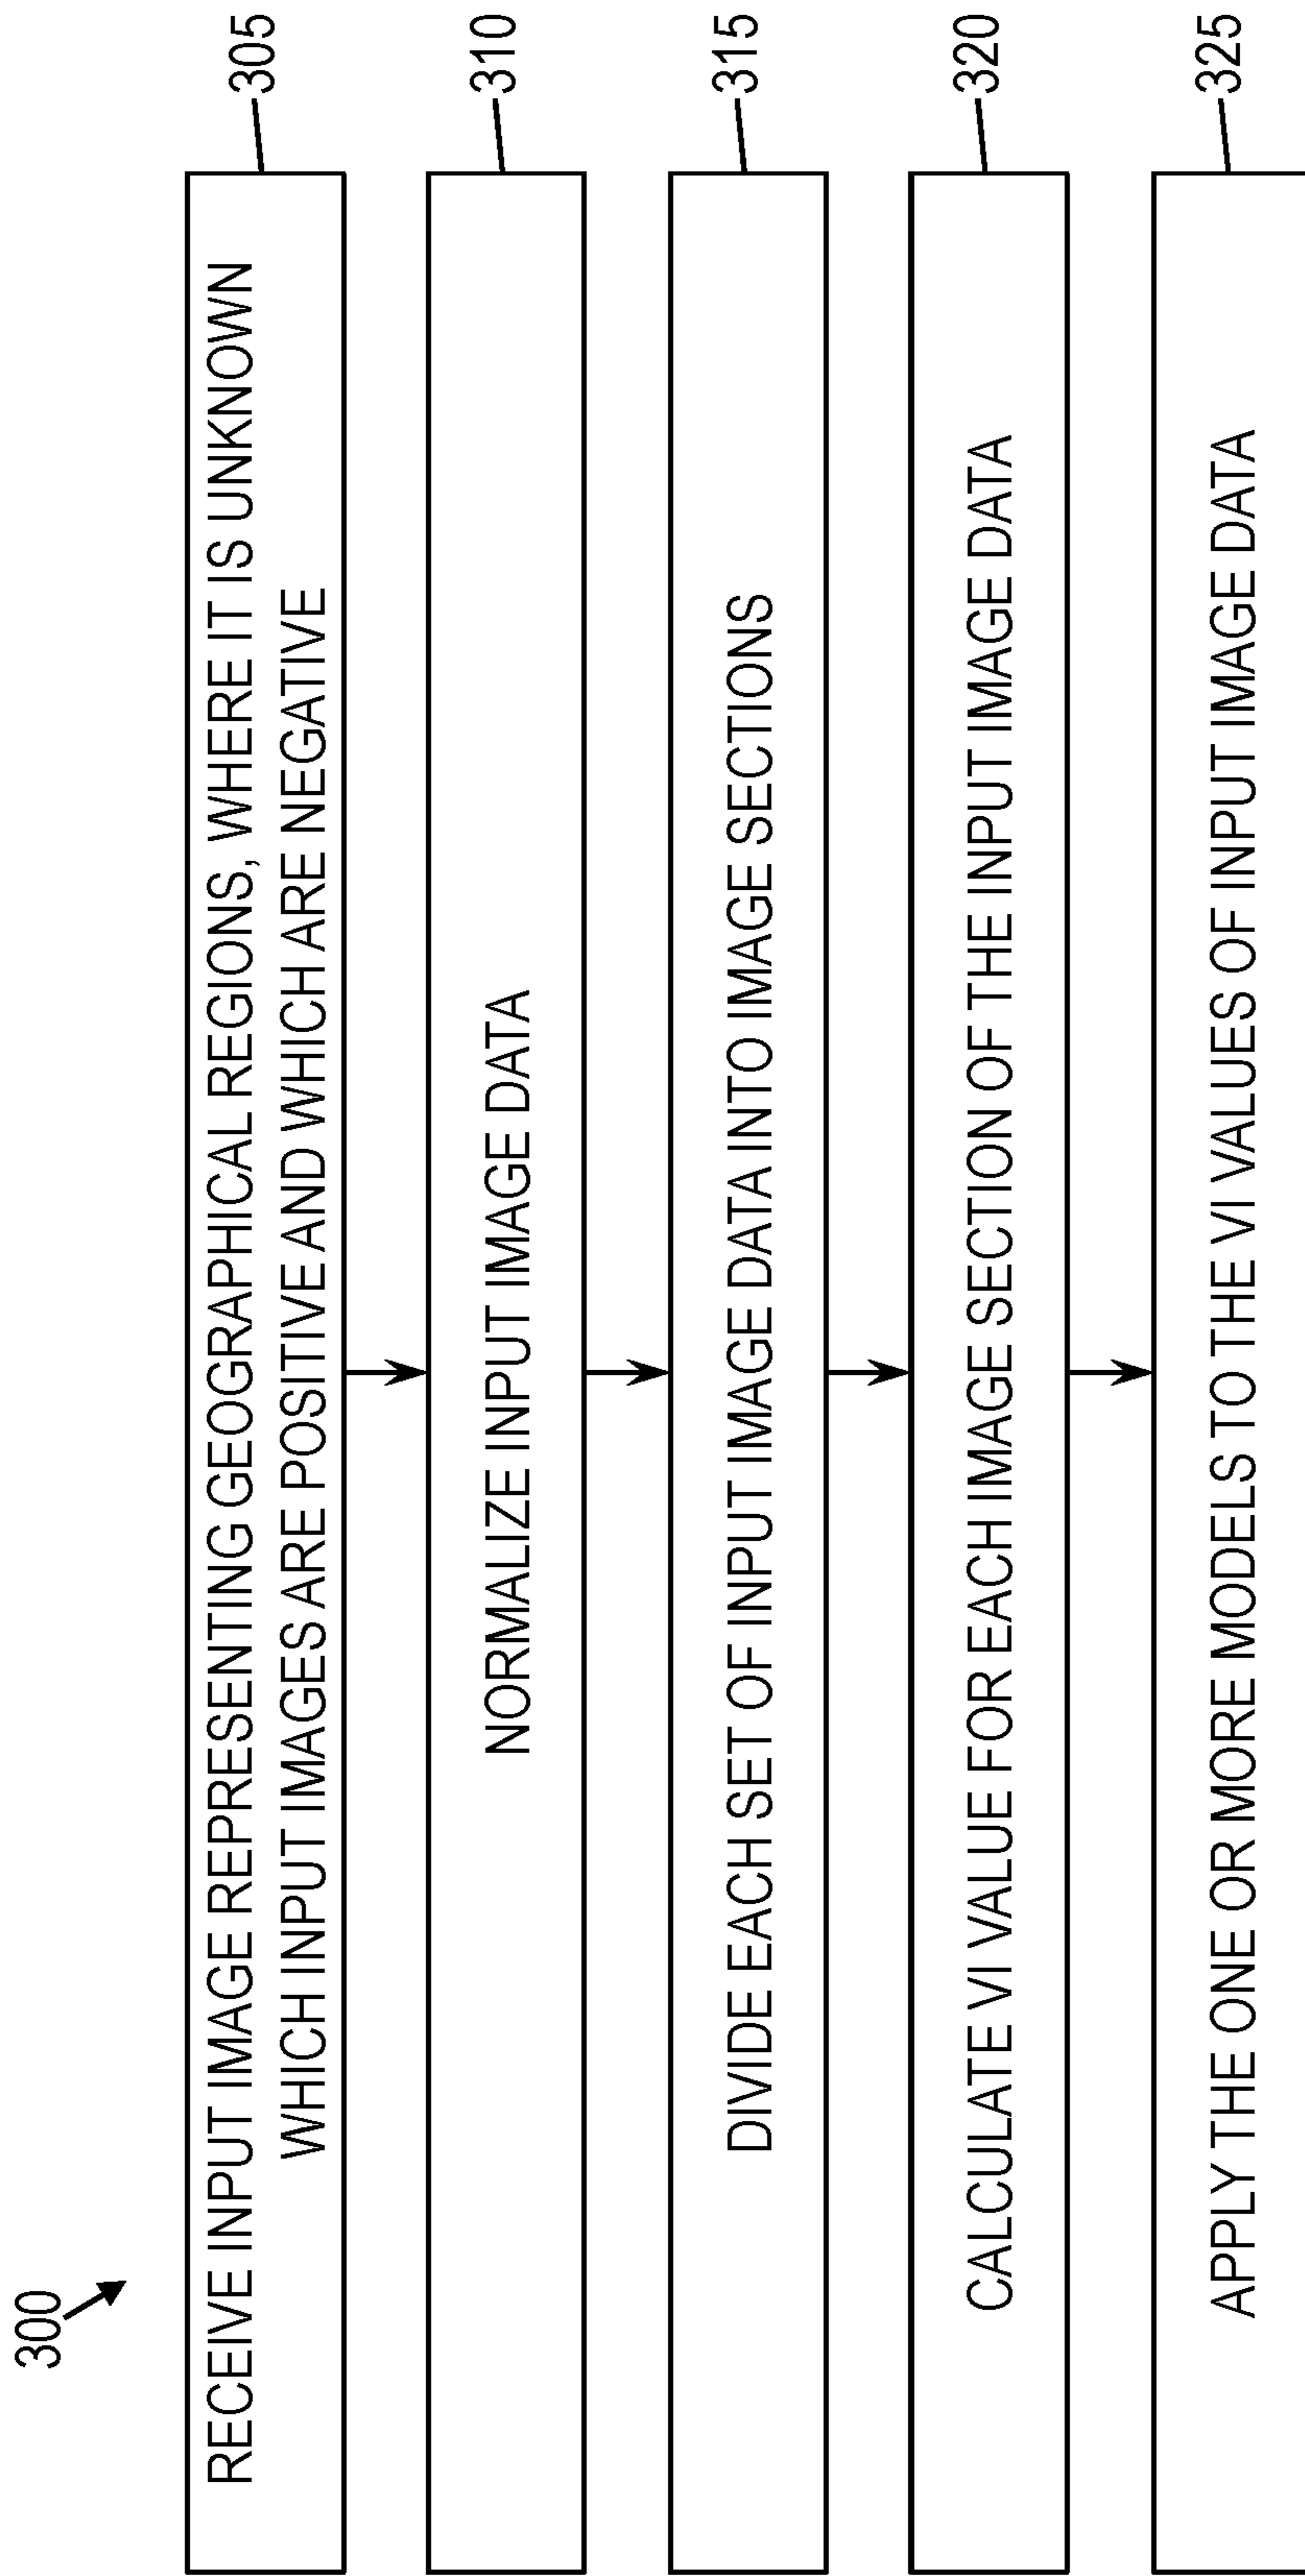 300
RECEIVE INPUT IMAGE REPRESENTING GEOGRAPHICAL REGIONS, WHERE IT IS UNKNOWN
WHICH INPUT IMAGES ARE POSITIVE AND WHICH ARE NEGATIVE
305
NORMALIZE INPUT IMAGE DATA
310
DIVIDE EACH SET OF INPUT IMAGE DATA INTO IMAGE SECTIONS
315
CALCULATE VI VALUE FOR EACH IMAGE SECTION OF THE INPUT IMAGE DATA
320
APPLY THE ONE OR MORE MODELS TO THE VI VALUES OF INPUT IMAGE DATA
325